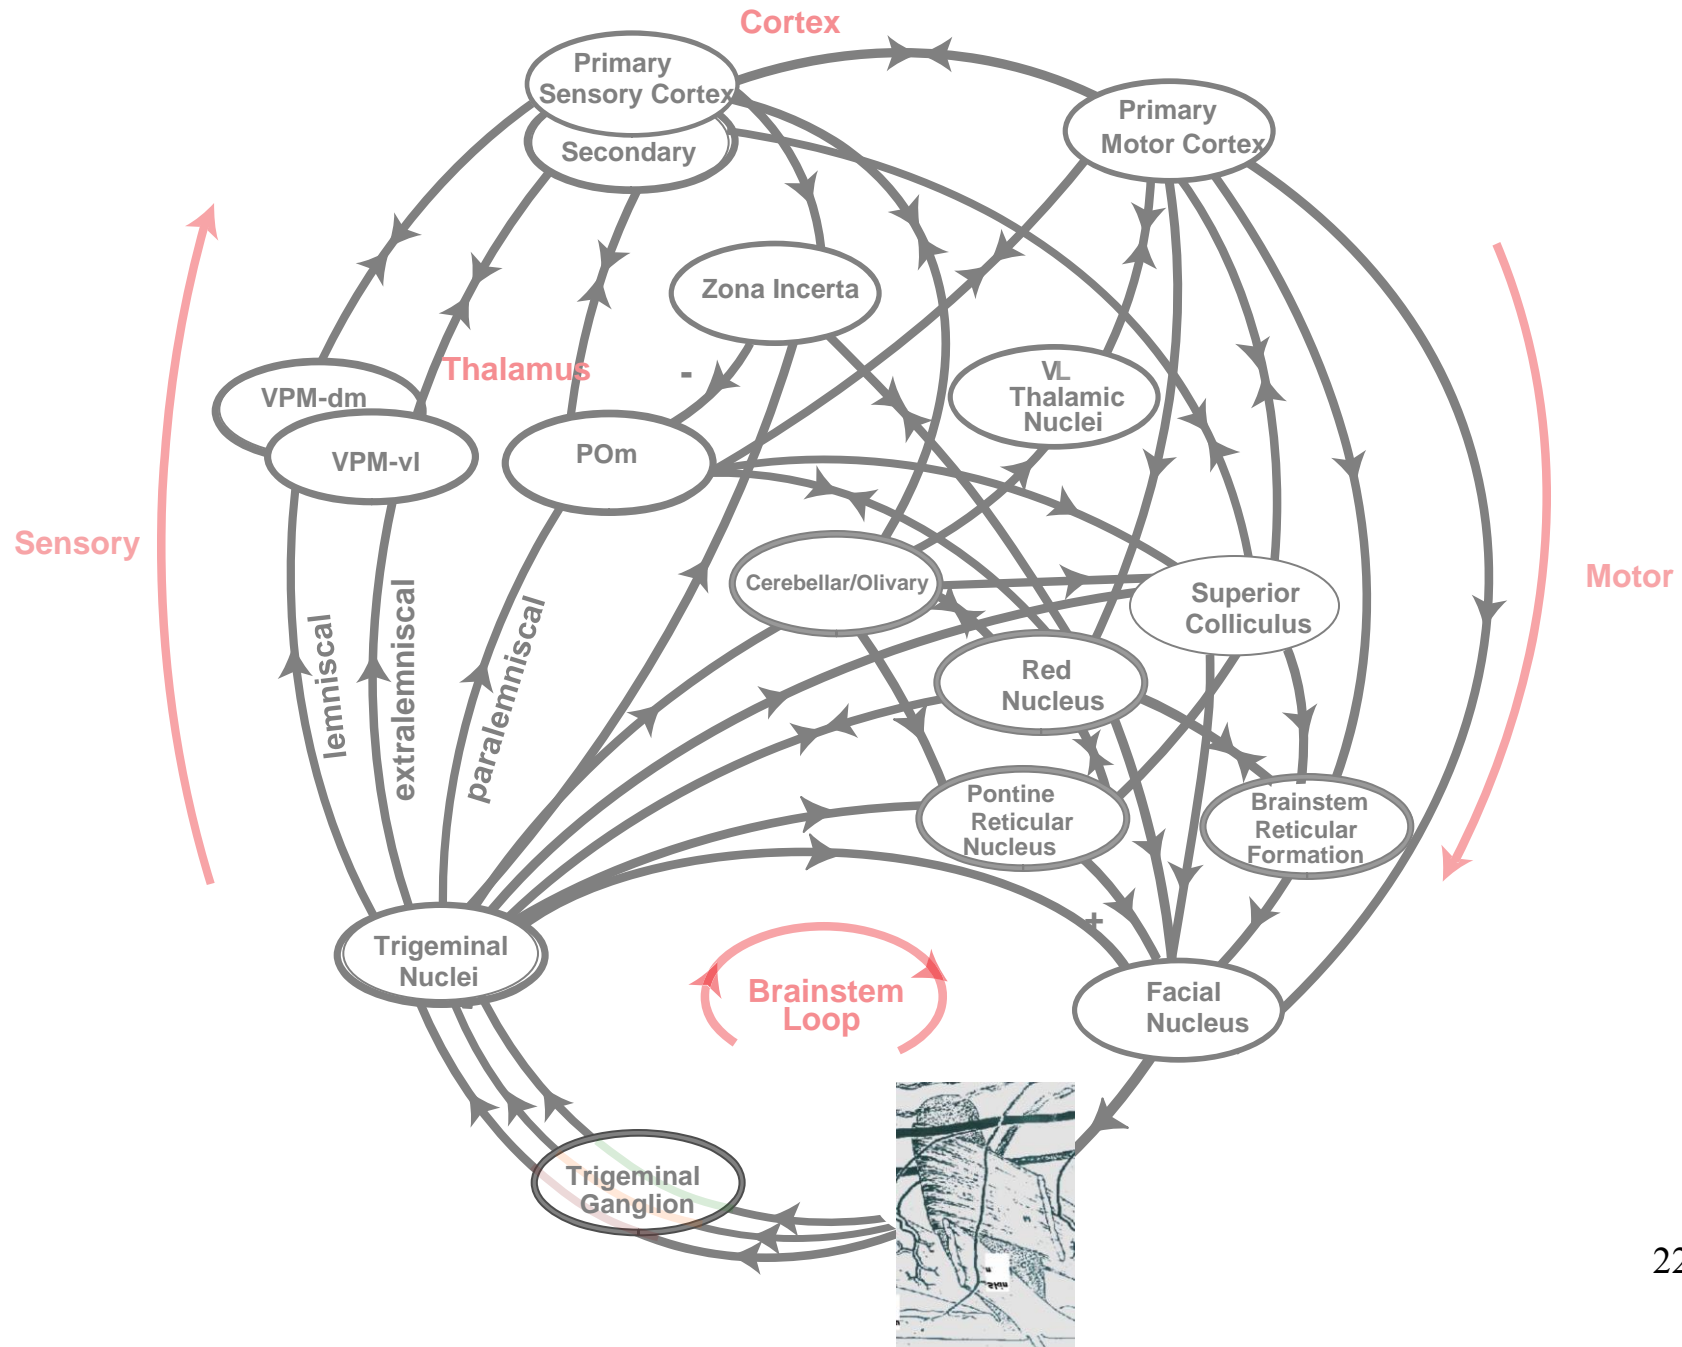 Cortex
Primary
Sensory Cortex
Secondary
Primary
Motor Cortex
Zona Incerta
Thalamus
-
VPM-dm
VPM-vl
POm
VL
Thalamic
Nuclei
Sensory
Motor
Cerebellar/Olivary
Superior
Colliculus
lemniscal
extralemniscal
paralemniscal
Red
Nucleus
Pontine
Reticular
Nucleus
Brainstem
Reticular
Formation
+
Trigeminal
Nuclei
Brainstem
Loop
Facial
Nucleus
Trigeminal
Ganglion
22